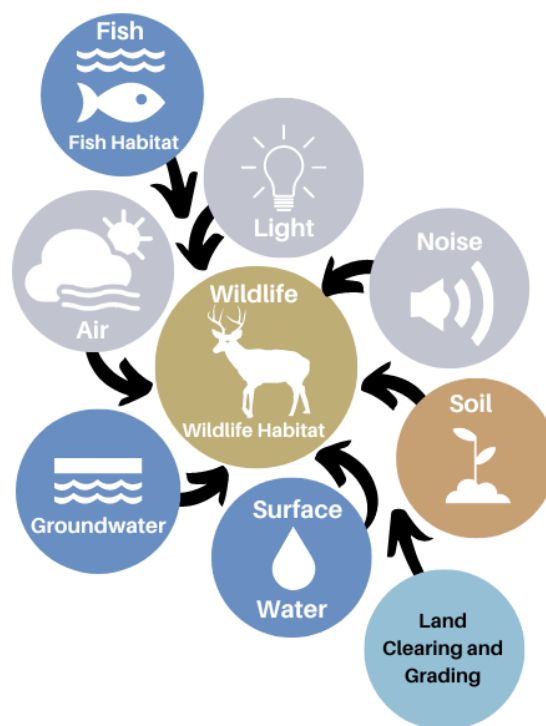 Fish
Fish Habitat
Light
Noise
Air
Wildlife
Wildlife Habitat
Soil
Groundwater
Surface
Water
Land
Clearing and
Grading